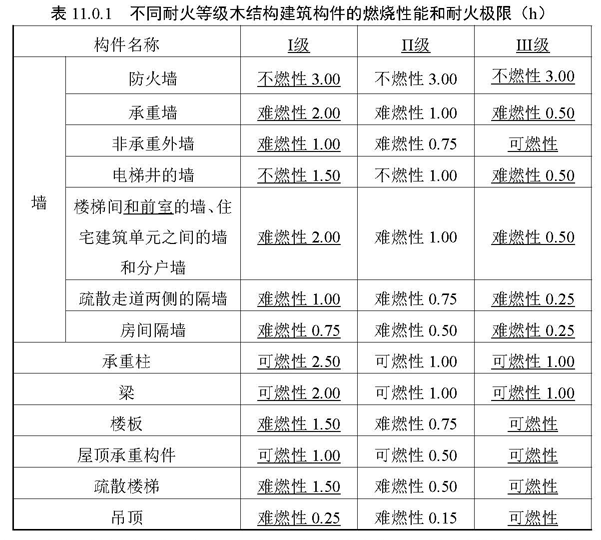 表 11.0.1 不同耐火等级木结构建筑构件的燃烧性能和耐火极限（h）
构件名称 I级 II级 III级
墙
防火墙 不燃性 3.00 不燃性 3.00 不燃性 3.00
承重墙 难燃性 2.00 难燃性 1.00 难燃性 0.50
非承重外墙 难燃性 1.00 难燃性 0.75 可燃性
电梯井的墙 不燃性 1.50 不燃性 1.00 难燃性 0.50
楼梯间和前室的墙、住
宅建筑单元之间的墙
和分户墙
难燃性 2.00 难燃性 1.00 难燃性 0.50
疏散走道两侧的隔墙 难燃性 1.00 难燃性 0.75 难燃性 0.25
房间隔墙 难燃性 0.75 难燃性 0.50 难燃性 0.25
承重柱 可燃性 2.50 可燃性 1.00 可燃性 1.00
梁 可燃性 2.00 可燃性 1.00 可燃性 1.00
楼板 难燃性 1.50 难燃性 0.75 可燃性
屋顶承重构件 可燃性 1.00 可燃性 0.50 可燃性
疏散楼梯 难燃性 1.50 难燃性 0.50 可燃性
吊顶 难燃性 0.25 难燃性 0.15 可燃性